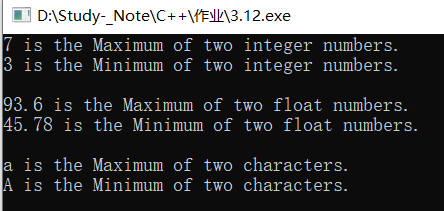 D:\Study-_Note\C++\作业\3.12.exe
7 is the Maximum of two integer numbers.
3 is the Minimum of two integer numbers.
93.6 is the Maximum of two float numbers.
45.78 is the Minimum of two float numbers.
a is the Maximum of two characters.
A is the Minimum of two characters.